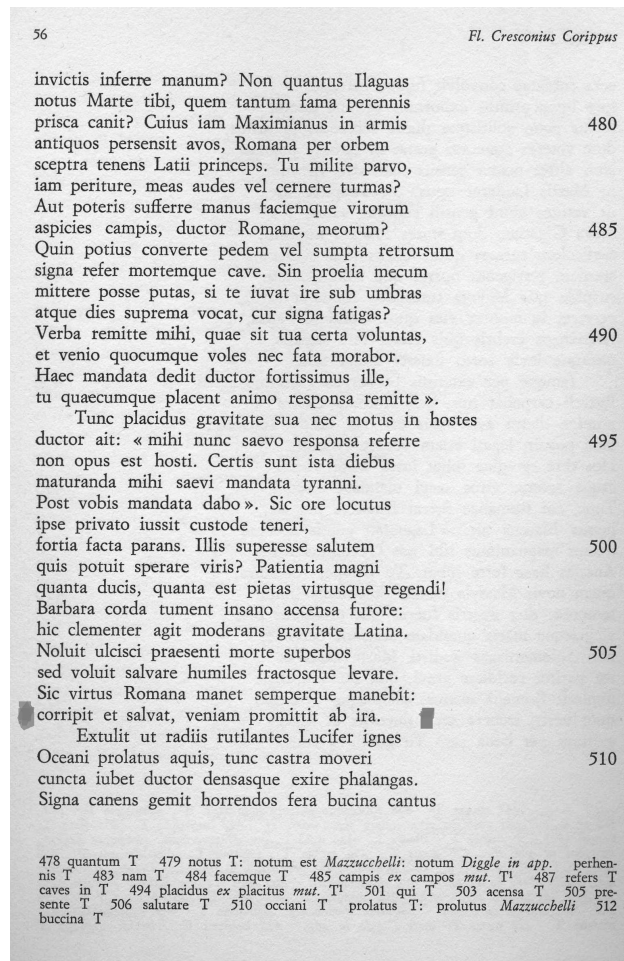 56 Fl. Cresconius Corippus
invictis inferre manum? Non quantus Ilaguas
notus Marte tibi, quem tantum fama perennis
prisca canit? Cuius iam Maximianus in armis 480
antiquos persensit avos, Romana per orbem
sceptra tenens Latii princeps. Tu milite parvo,
iam periture, meas audes vel cernere turmas?
Aut poteris sufferre manus faciemque virorum
aspicies campis, ductor Romane, meorum? 485
Quin potius converte pedem vel sumpta retrorsum
signa refer mortemque cave. Sin proelia mecum
mittere posse putas, si te iuvat ire sub umbras
atque dies suprema vocat, cur signa fatigas?
Verba remitte mihi, quae sit tua certa voluntas, 490
et venio quocumque voles nec fata morabor.
Haec mandata dedit ductor fortissimus ille,
tu quaecumque placent animo responsa remitte ».
Tunc placidus gravitate sua nec motus in hostes
ductor ait: « mihi nunc saevo responsa referre 495
non opus est hosti. Certis sunt ista diebus
maturanda mihi saevi mandata tyranni.
Post vobis mandata dabo ». Sic ore locutus
ipse privato iussit custode teneri,
fortia facta parans. Illis superesse salutem 500
quis potuit sperare viris? Patientia magni
quanta ducis, quanta est pietas virtusque regendi!
Barbara corda tument insano accensa furore:
hic clementer agit moderans gravitate Latina.
Noluit ulcisci praesenti morte superbos 505
sed voluit salvare humiles fractosque levare.
Sic virtus Romana manet semperque manebit:
corripit et salvat, veniam promittit ab ira.
Extulit ut radiis rutilantes Lucifer ignes
Oceani prolatus aquis, tunc castra moveri 510
cuncta iubet ductor densasque exire phalangas.
Signa canens gemit horrendos fera bucina cantus
478 quantum T 479 notus T: notum est Mazzucchelli: notum Diggle in app. perhen-
nis T 483 nam T 484 facemque T 485 campis ex campos mut. T¹ 487 refers T
caves in T 494 placidus ex placitus mut. T¹ 501 qui T 503 acensa T 505 pre-
sente T 506 salutare T 510 occiani T prolatus T: prolutus Mazzucchelli 512
buccina T